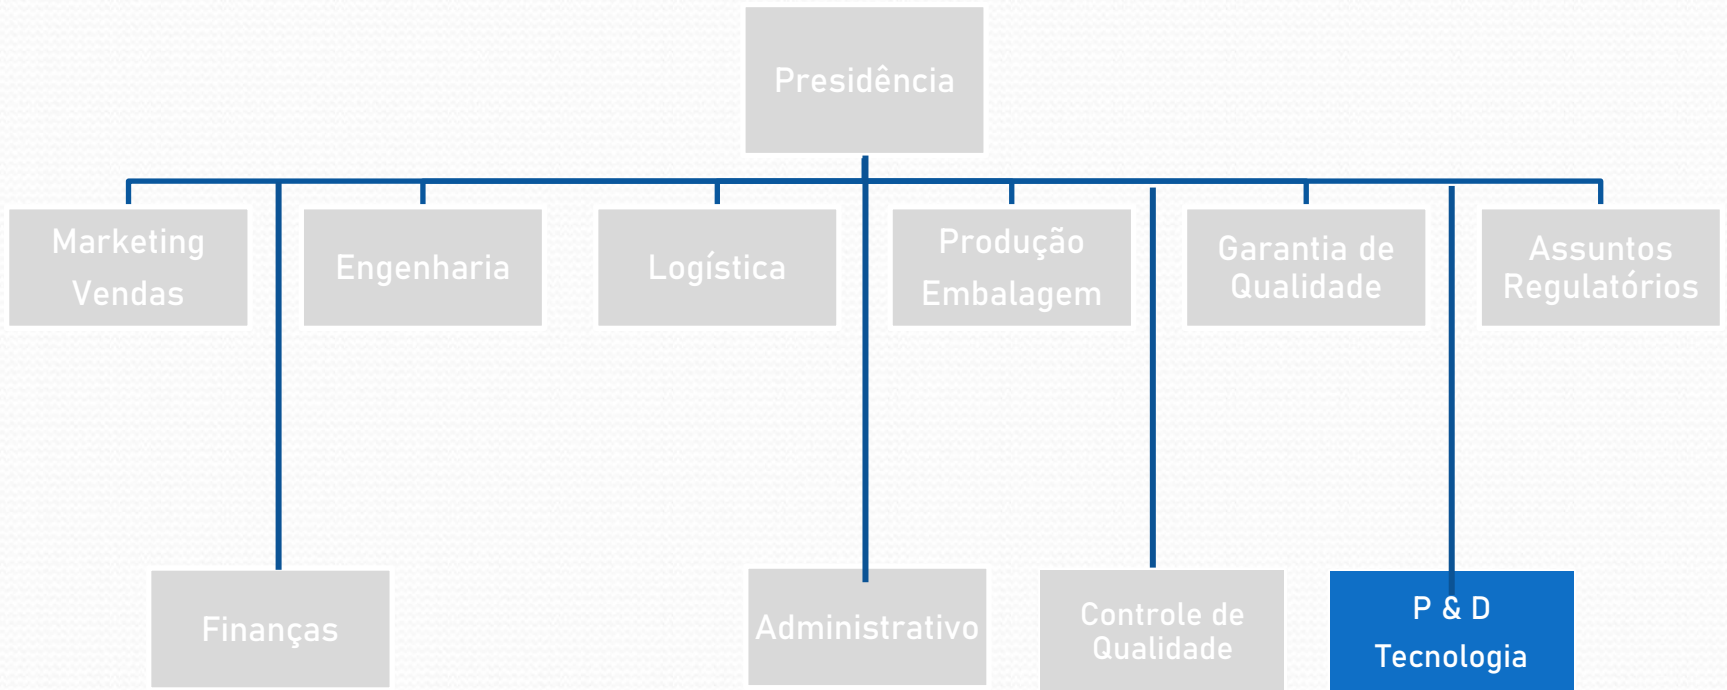 Presidência
Marketing
Vendas
Engenharia
Logística
Produção
Embalagem
Garantia de
Qualidade
Assuntos
Regulatórios
Finanças
Administrativo
Controle de
Qualidade
P & D
Tecnologia